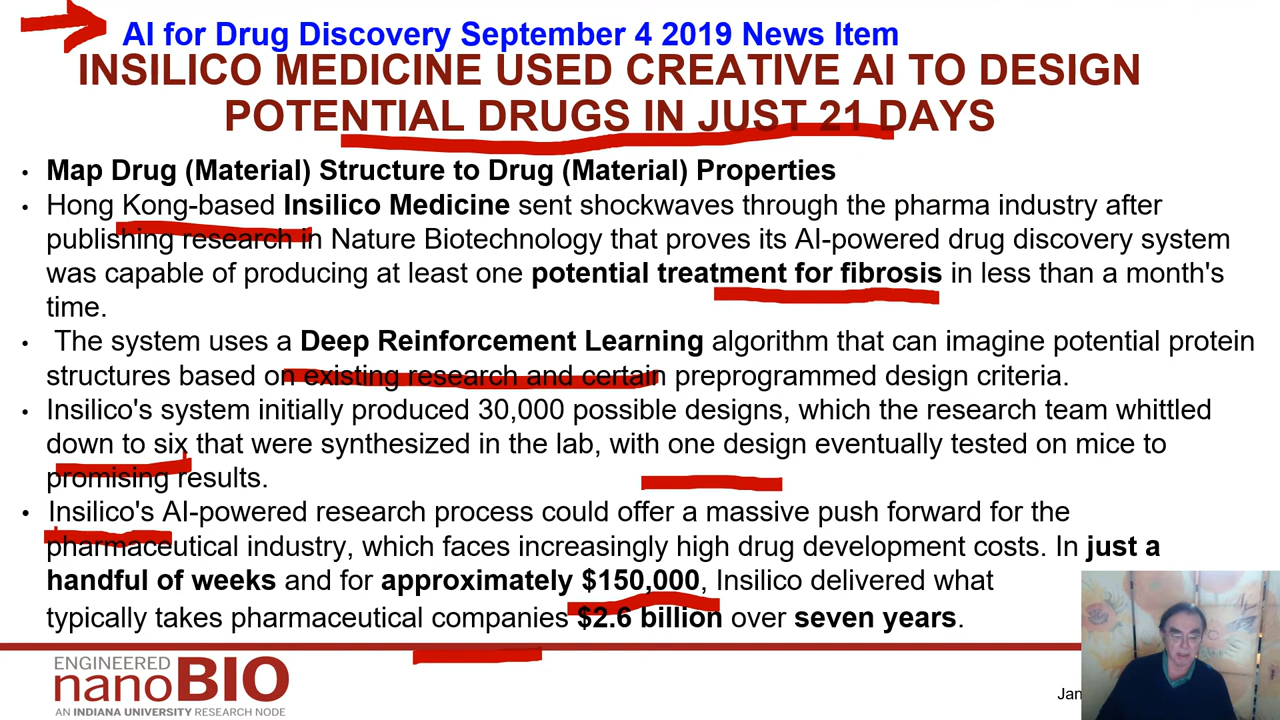 AI for Drug Discovery September 4 2019 News Item
INSILICO MEDICINE USED CREATIVE AI TO DESIGN
POTENTIAL DRUGS IN JUST 21 DAYS
• Map Drug (Material) Structure to Drug (Material) Properties
• Hong Kong-based Insilico Medicine sent shockwaves through the pharma industry after
publishing research in Nature Biotechnology that proves its AI-powered drug discovery system
was capable of producing at least one potential treatment for fibrosis in less than a month's
time.
• The system uses a Deep Reinforcement Learning algorithm that can imagine potential protein
structures based on existing research and certain preprogrammed design criteria.
• Insilico's system initially produced 30,000 possible designs, which the research team whittled
down to six that were synthesized in the lab, with one design eventually tested on mice to
promising results.
• Insilico's AI-powered research process could offer a massive push forward for the
pharmaceutical industry, which faces increasingly high drug development costs. In just a
handful of weeks and for approximately $150,000, Insilico delivered what
typically takes pharmaceutical companies $2.6 billion over seven years.
ENGINEERED
nanoBIO
AN INDIANA UNIVERSITY RESEARCH NODE